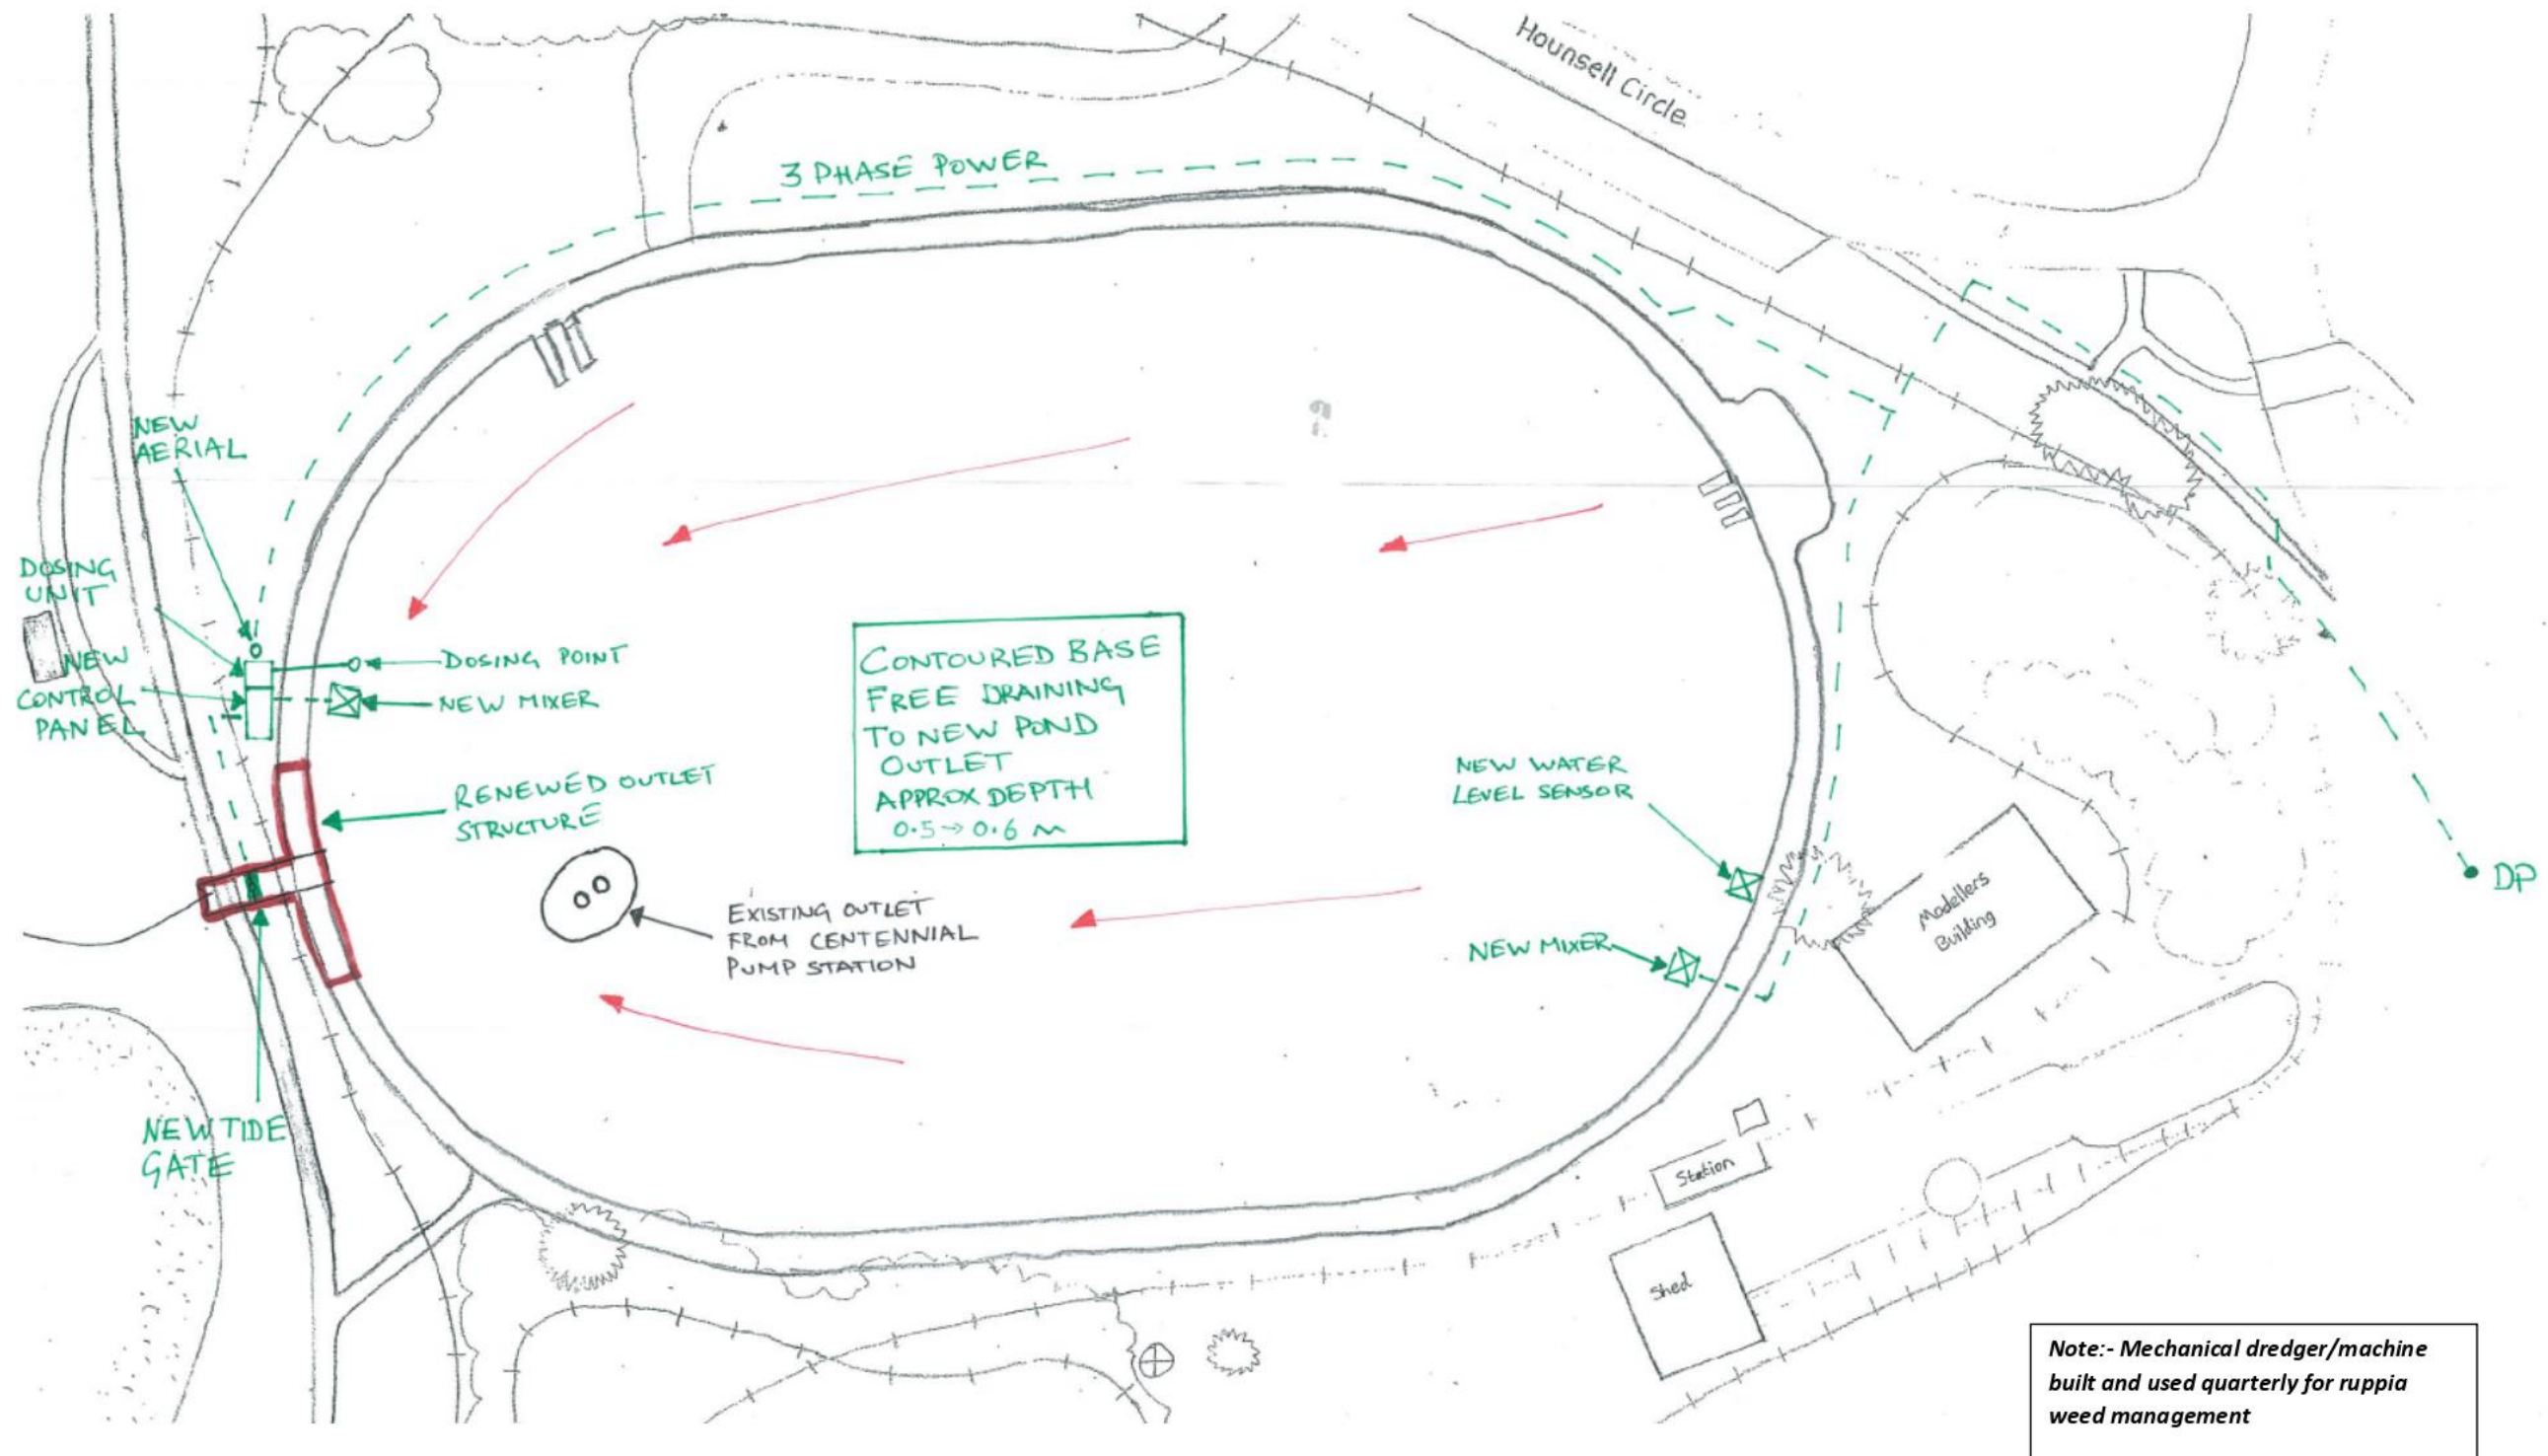 Hounsell Circle
3 PHASE POWER
NEW
AERIAL
DOSING
UNIT
NEW
CONTROL
PANEL
DOSING POINT
NEW MIXER
RENEWED OUTLET
STRUCTURE
CONTOURED BASE
FREE DRAINING
TO NEW POND
OUTLET
APPROX DEPTH
0.5→0.6 m
NEW WATER
LEVEL SENSOR
EXISTING OUTLET
FROM CENTENNIAL
PUMP STATION
NEW MIXER
Modellers
Building
DP
NEW TIDE
GATE
Station
Shed
Note:- Mechanical dredger/machine
built and used quarterly for ruppia
weed management